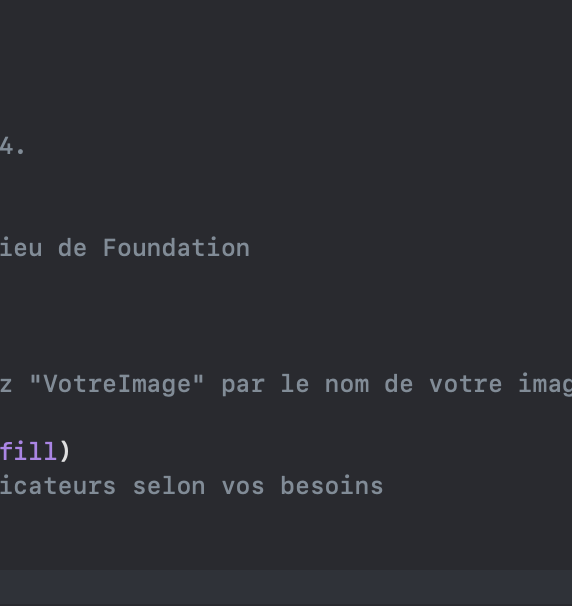 4.
ieu de Foundation
z "VotreImage" par le nom de votre imag
fill)
icateurs selon vos besoins